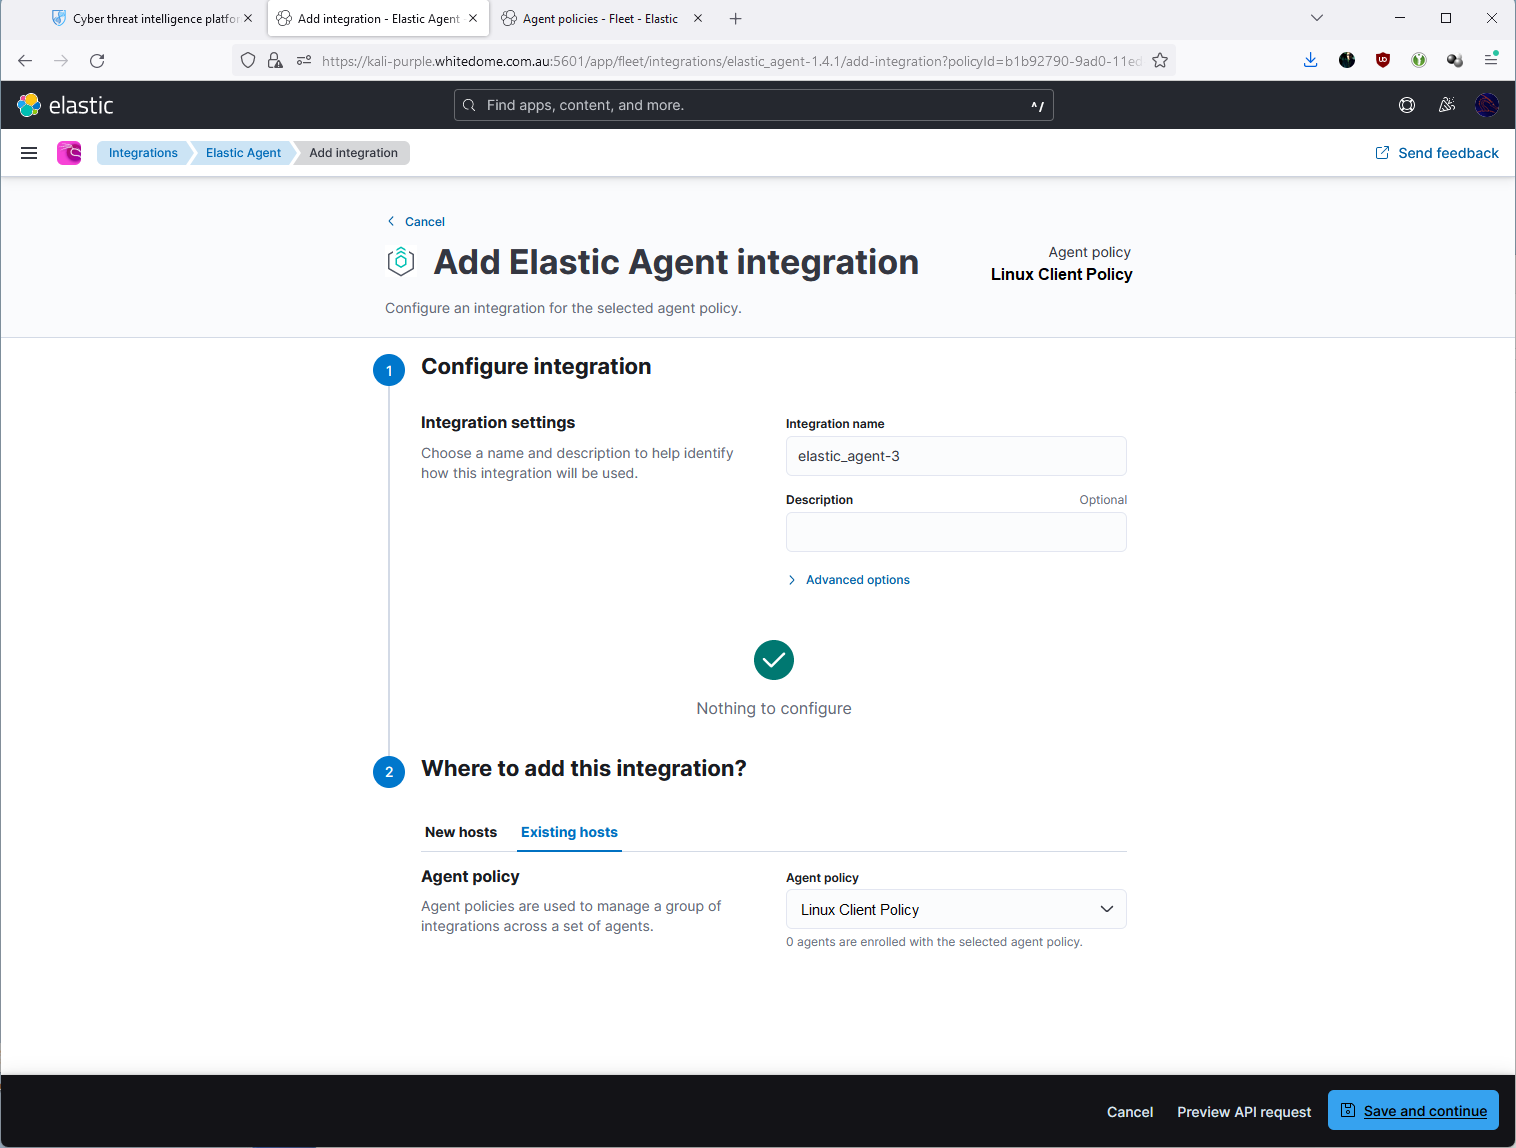 Cyber threat intelligence platfo
Add integration - Elastic Agent
Agent policies - Fleet - Elastic
https://kali-purple.whitedome.com.au:5601/app/fleet/integrations/elastic_agent-1.4.1/add-integration?policyId=b1b92790-9ad0-11ed
elastic
Find apps, content, and more.
^/
Integrations
Elastic Agent
Add integration
Send feedback
Cancel
Add Elastic Agent integration
Agent policy
Linux Client Policy
Configure an integration for the selected agent policy.
1
Configure integration
Integration settings
Choose a name and description to help identify
how this integration will be used.
Integration name
elastic_agent-3
Description
Optional
Advanced options
Nothing to configure
2
Where to add this integration?
New hosts
Existing hosts
Agent policy
Agent policies are used to manage a group of
integrations across a set of agents.
Agent policy
Linux Client Policy
0 agents are enrolled with the selected agent policy.
Cancel
Preview API request
Save and continue